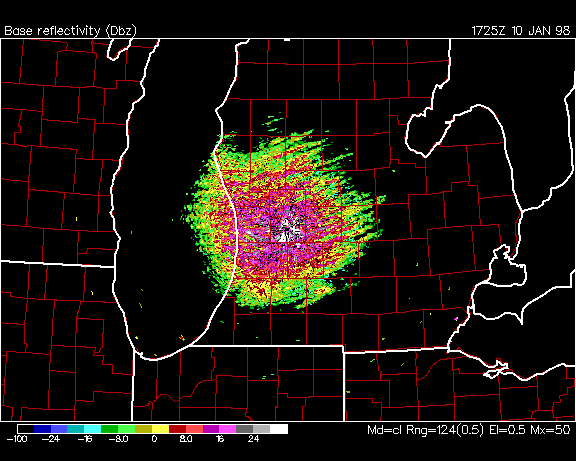 Base reflectivity (Dbz) 1725Z 10 JAN 98
Md=cl Rng=124(0.5) El=0.5 Mx=50
-100 -24 -16 -8.0 0 8.0 16 24